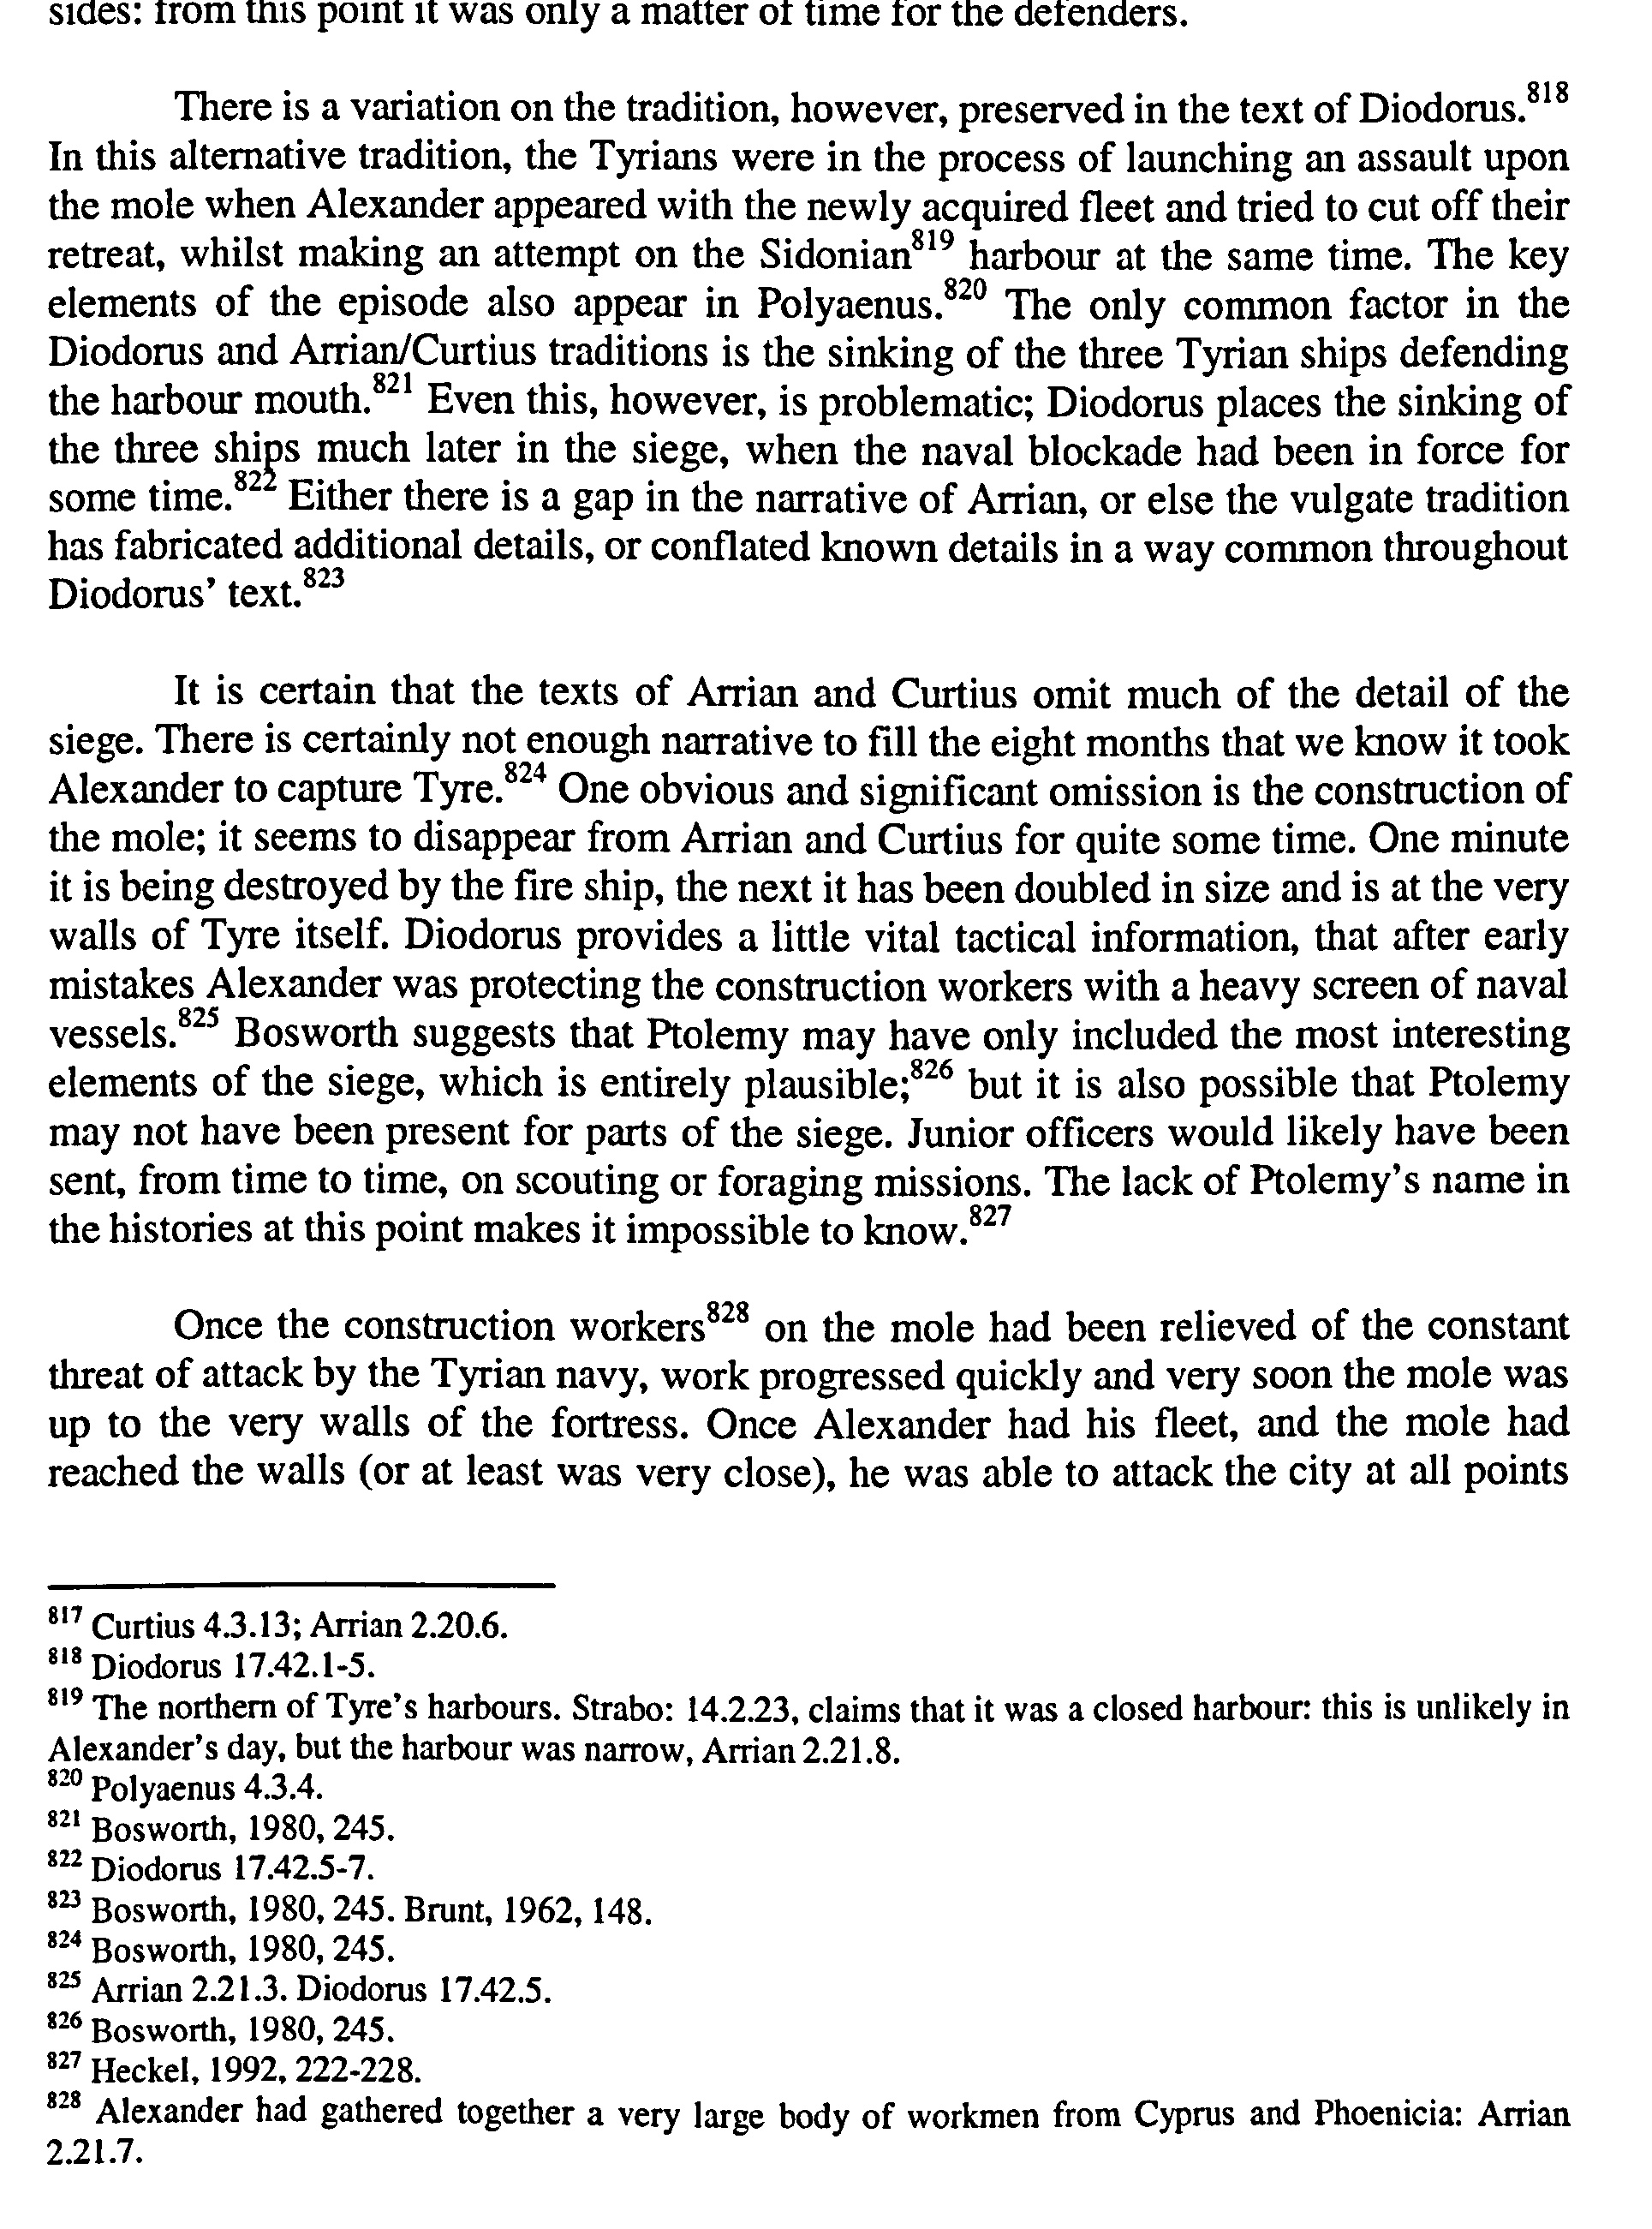 sides: from this point it was only a matter of time for the defenders.
There is a variation on the tradition, however, preserved in the text of Diodorus.818
In this alternative tradition, the Tyrians were in the process of launching an assault upon
the mole when Alexander appeared with the newly acquired fleet and tried to cut off their
retreat, whilst making an attempt on the Sidonian819 harbour at the same time. The key
elements of the episode also appear in Polyaenus.820 The only common factor in the
Diodorus and Arrian/Curtius traditions is the sinking of the three Tyrian ships defending
the harbour mouth.821 Even this, however, is problematic; Diodorus places the sinking of
the three ships much later in the siege, when the naval blockade had been in force for
some time.822 Either there is a gap in the narrative of Arrian, or else the vulgate tradition
has fabricated additional details, or conflated known details in a way common throughout
Diodorus' text.823
It is certain that the texts of Arrian and Curtius omit much of the detail of the
siege. There is certainly not enough narrative to fill the eight months that we know it took
Alexander to capture Tyre.824 One obvious and significant omission is the construction of
the mole; it seems to disappear from Arrian and Curtius for quite some time. One minute
it is being destroyed by the fire ship, the next it has been doubled in size and is at the very
walls of Tyre itself. Diodorus provides a little vital tactical information, that after early
mistakes Alexander was protecting the construction workers with a heavy screen of naval
vessels.825 Bosworth suggests that Ptolemy may have only included the most interesting
elements of the siege, which is entirely plausible;826 but it is also possible that Ptolemy
may not have been present for parts of the siege. Junior officers would likely have been
sent, from time to time, on scouting or foraging missions. The lack of Ptolemy's name in
the histories at this point makes it impossible to know.827
Once the construction workers828 on the mole had been relieved of the constant
threat of attack by the Tyrian navy, work progressed quickly and very soon the mole was
up to the very walls of the fortress. Once Alexander had his fleet, and the mole had
reached the walls (or at least was very close), he was able to attack the city at all points
817 Curtius 4.3.13; Arrian 2.20.6.
818 Diodorus 17.42.1-5.
819 The northern of Tyre's harbours. Strabo: 14.2.23, claims that it was a closed harbour: this is unlikely in
Alexander's day, but the harbour was narrow, Arrian 2.21.8.
820 Polyaenus 4.3.4.
821 Bosworth, 1980, 245.
822 Diodorus 17.42.5-7.
823 Bosworth, 1980, 245. Brunt, 1962, 148.
824 Bosworth, 1980, 245.
825 Arrian 2.21.3. Diodorus 17.42.5.
826 Bosworth, 1980, 245.
827 Heckel, 1992, 222-228.
828 Alexander had gathered together a very large body of workmen from Cyprus and Phoenicia: Arrian
2.21.7.